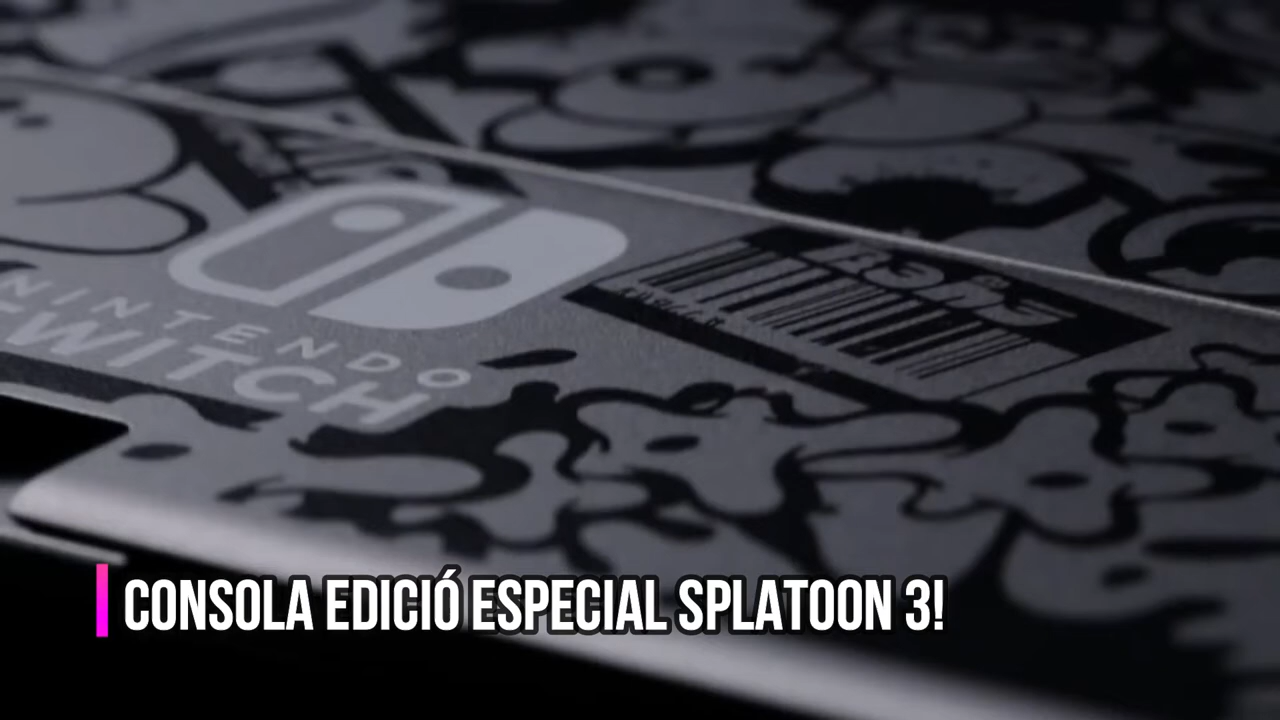 NINTENDO
SWITCH
CONSOLA EDICIÓ ESPECIAL SPLATOON 3!